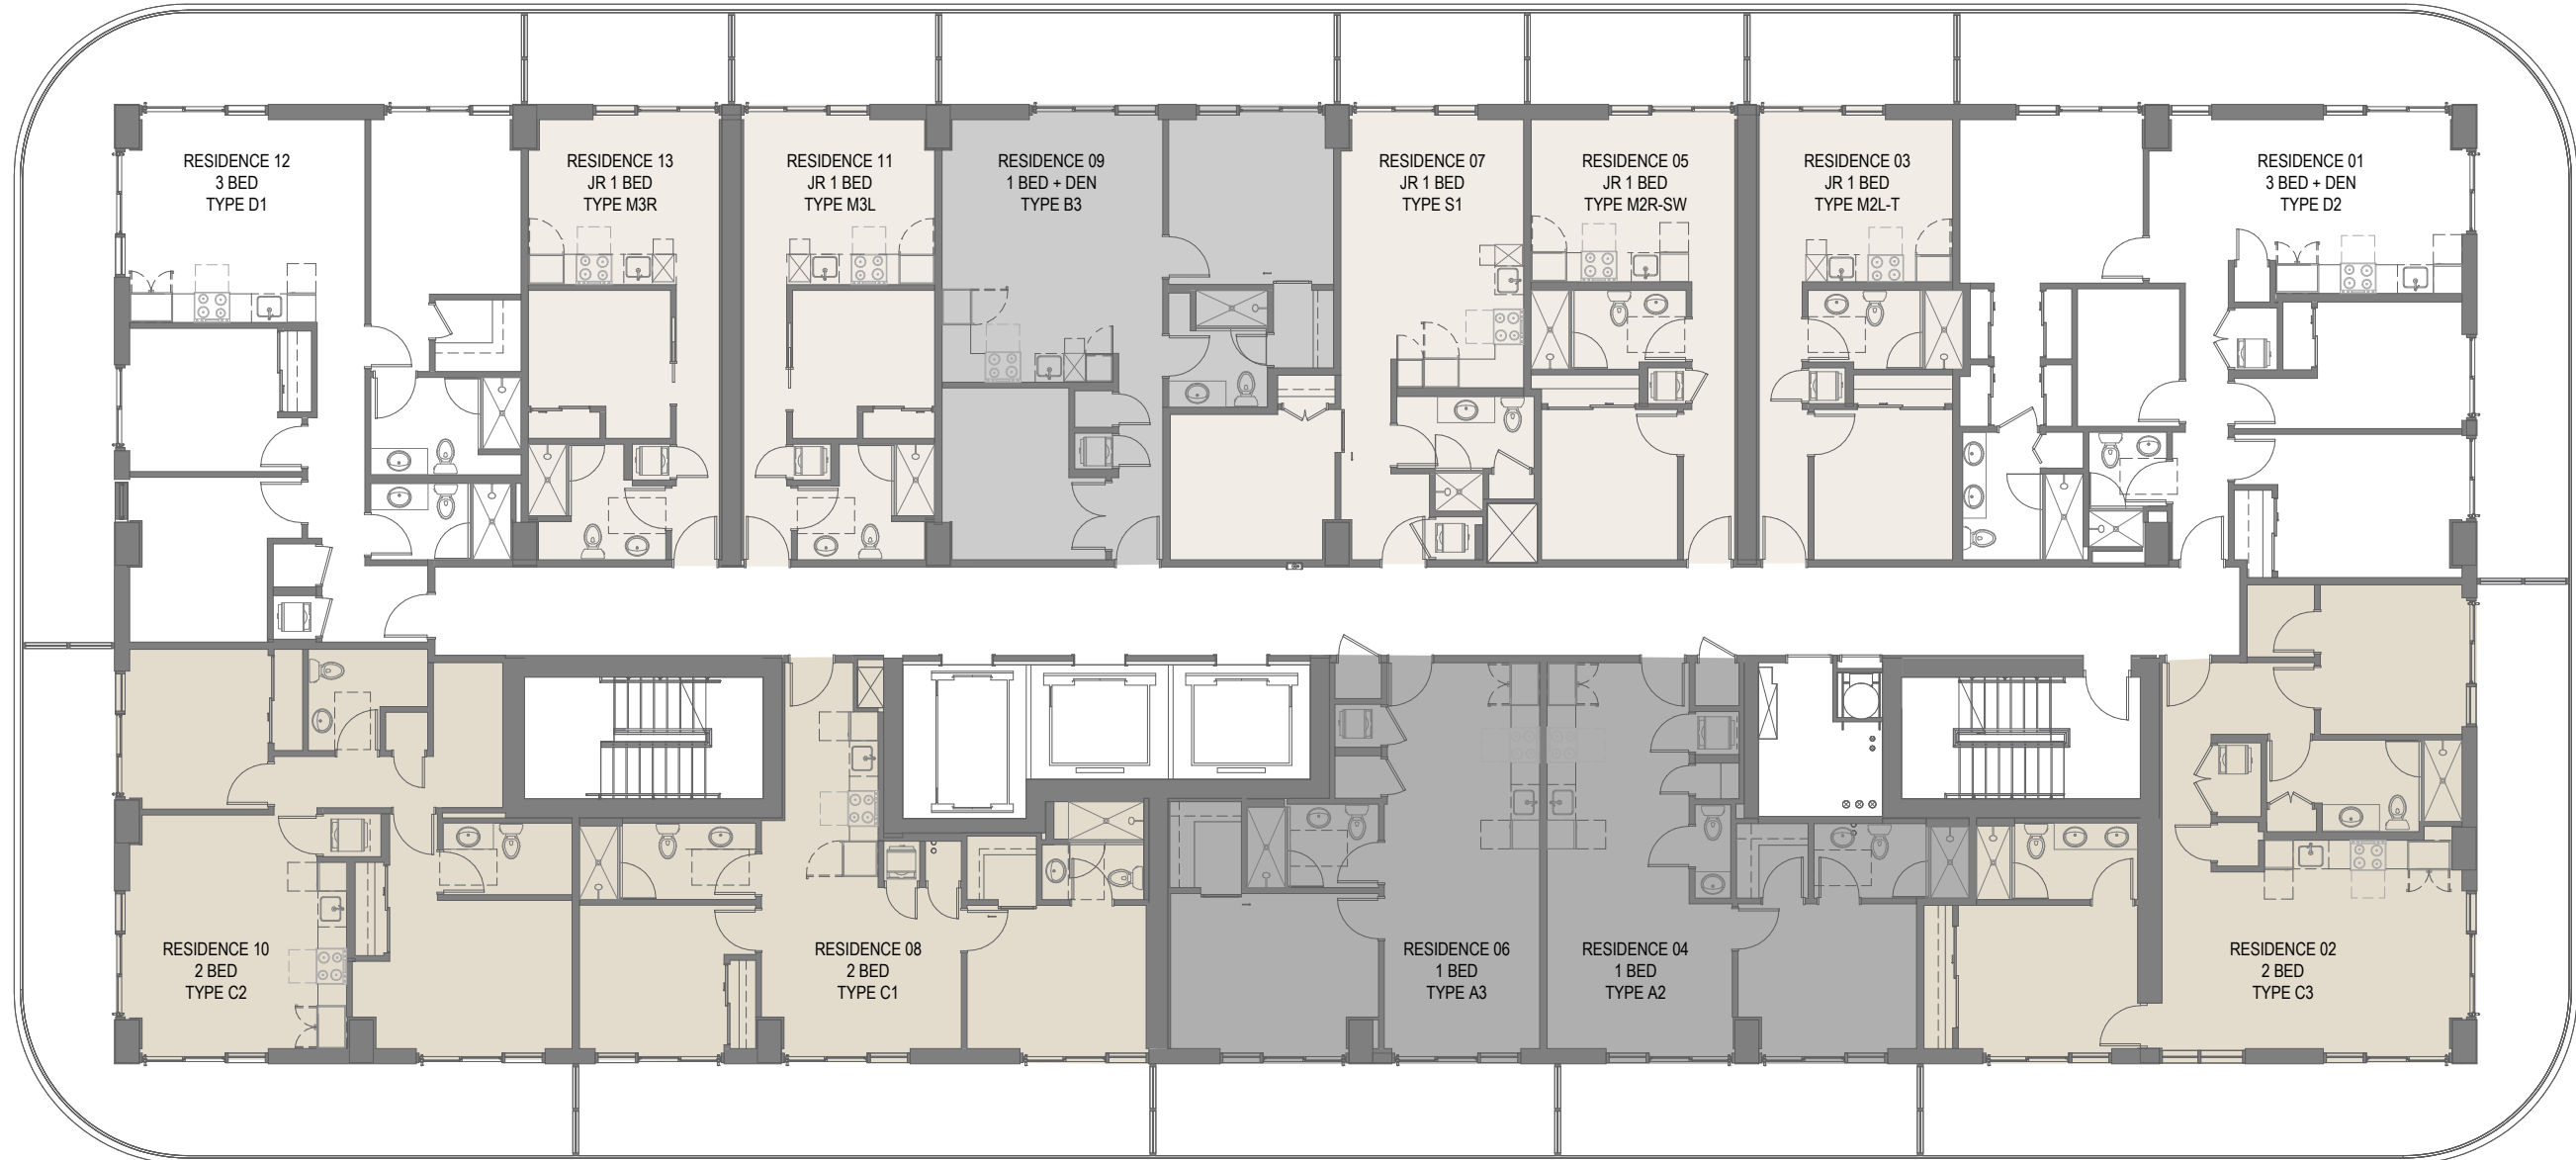 RESIDENCE 12
3 BED
TYPE D1
RESIDENCE 13
JR 1 BED
TYPE M3R
RESIDENCE 11
JR 1 BED
TYPE M3L
RESIDENCE 09
1 BED + DEN
TYPE B3
RESIDENCE 07
JR 1 BED
TYPE S1
RESIDENCE 05
JR 1 BED
TYPE M2R-SW
RESIDENCE 03
JR 1 BED
TYPE M2L-T
RESIDENCE 01
3 BED + DEN
TYPE D2
RESIDENCE 10
2 BED
TYPE C2
RESIDENCE 08
2 BED
TYPE C1
RESIDENCE 06
1 BED
TYPE A3
RESIDENCE 04
1 BED
TYPE A2
RESIDENCE 02
2 BED
TYPE C3